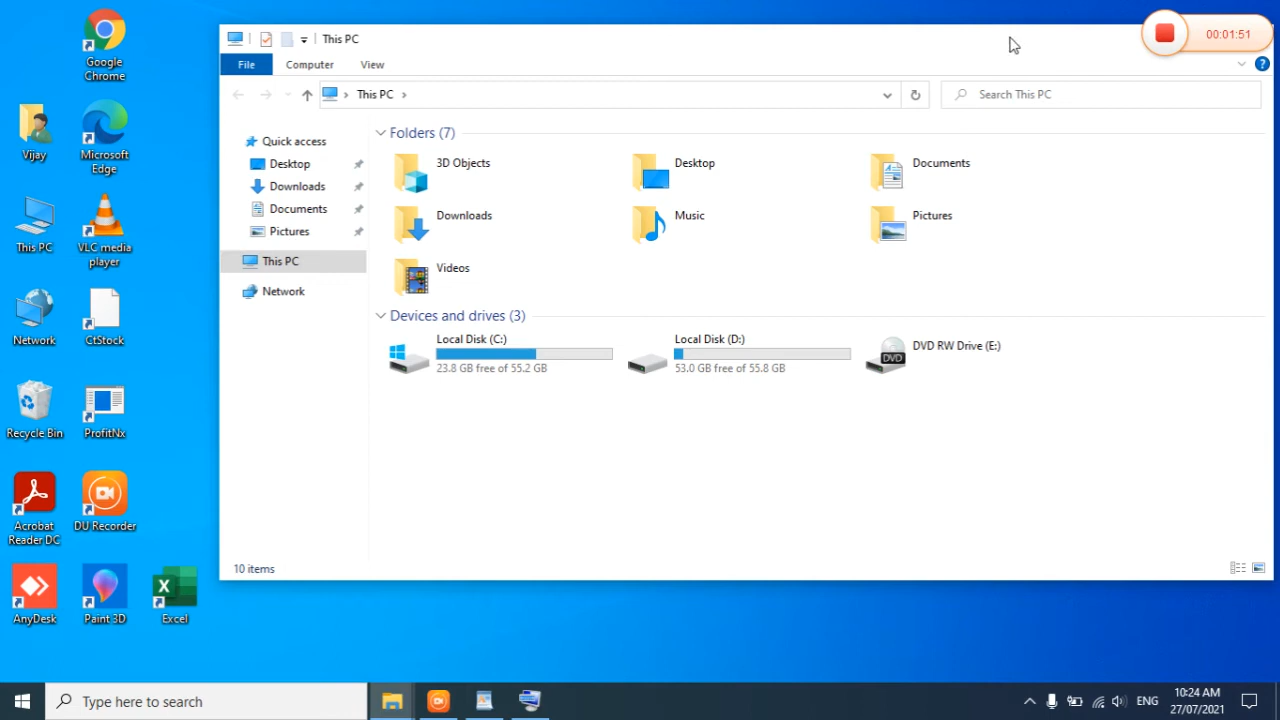 Google
Chrome
Vijay
Microsoft
Edge
This PC
VLC media
player
Network
CtStock
Recycle Bin
ProfitNx
Acrobat
Reader DC
DU Recorder
AnyDesk
Paint 3D
Excel
This PC
00:01:51
File
Computer
View
?
This PC
Search This PC
Quick access
Desktop
Downloads
Documents
Pictures
This PC
Network
Folders (7)
3D Objects
Desktop
Documents
Downloads
Music
Pictures
Videos
Devices and drives (3)
Local Disk (C:)
23.8 GB free of 55.2 GB
Local Disk (D:)
53.0 GB free of 55.8 GB
DVD
DVD RW Drive (E:)
10 items
Type here to search
ENG
10:24 AM
27/07/2021